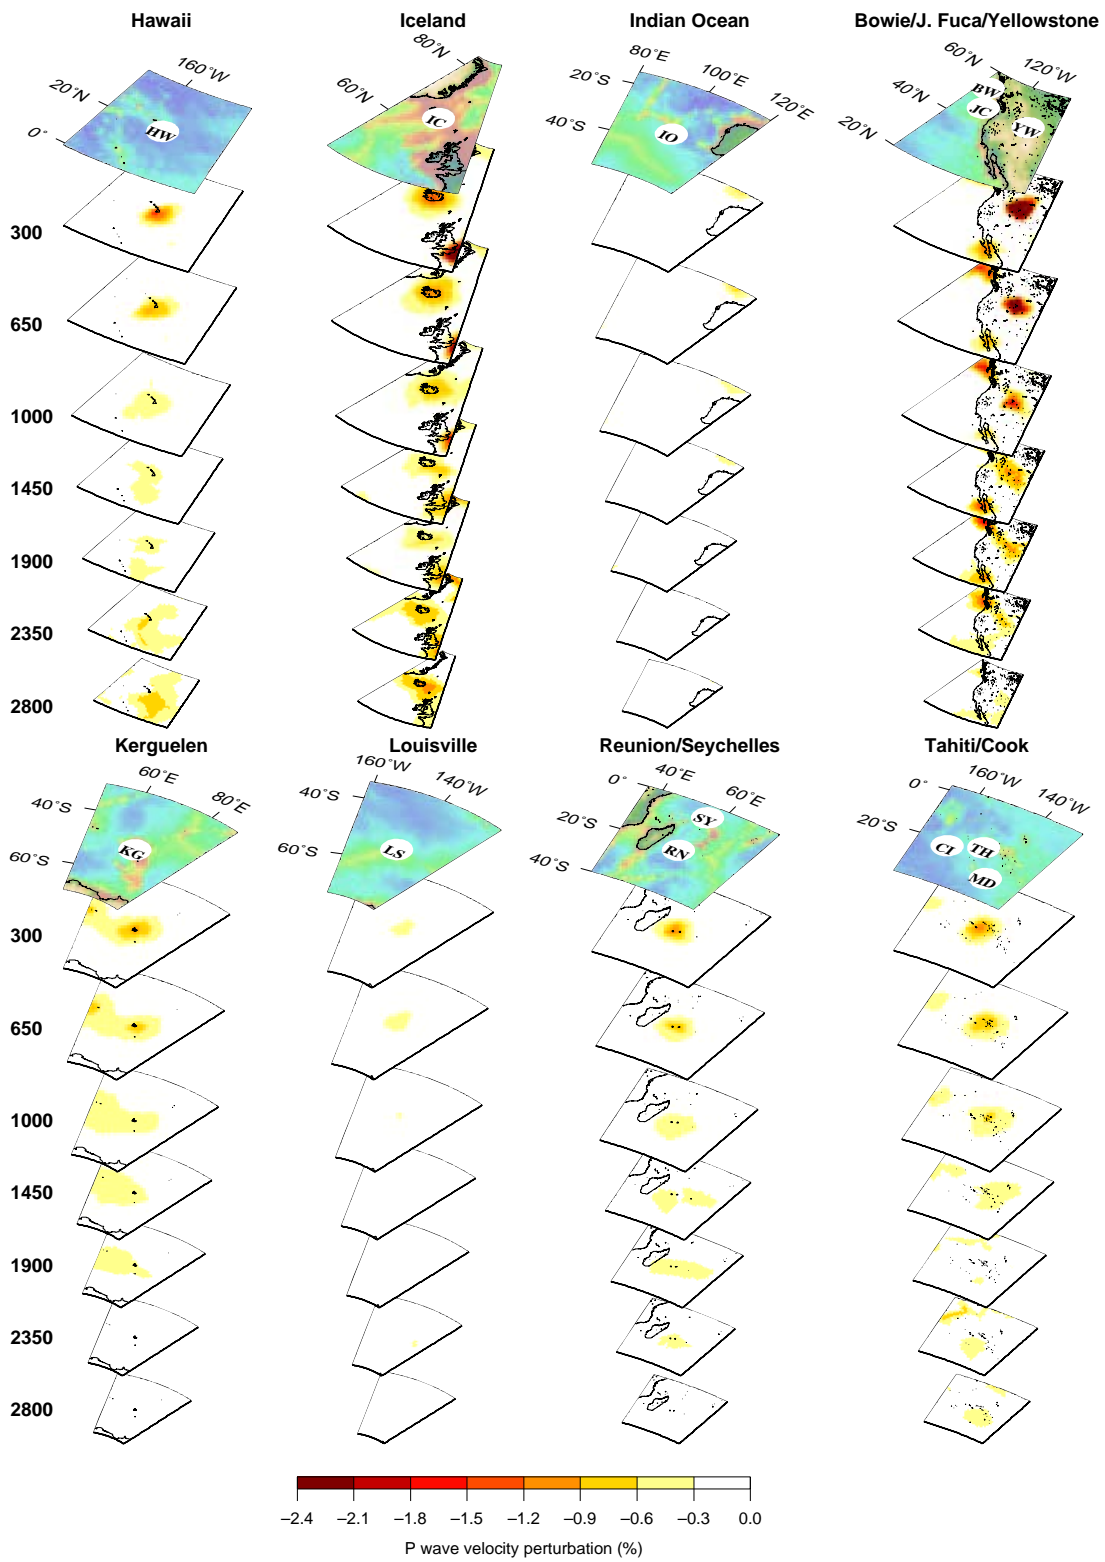 Hawaii Iceland Indian Ocean Bowie/J. Fuca/Yellowstone
160˚W 20˚N 0˚ HW
80˚N 60˚N IC
80˚E 100˚E 120˚E 20˚S 40˚S IO
60˚N 120˚W 40˚N 20˚N BW JC YW
300
650
1000
1450
1900
2350
2800
Kerguelen Louisville Reunion/Seychelles Tahiti/Cook
60˚E 80˚E 40˚S 60˚S KG
160˚W 140˚W 40˚S 60˚S LS
0˚ 40˚E 60˚E 20˚S 40˚S SY RN
0˚ 160˚W 140˚W 20˚S CI TH MD
300
650
1000
1450
1900
2350
2800
−2.4 −2.1 −1.8 −1.5 −1.2 −0.9 −0.6 −0.3 0.0
P wave velocity perturbation (%)